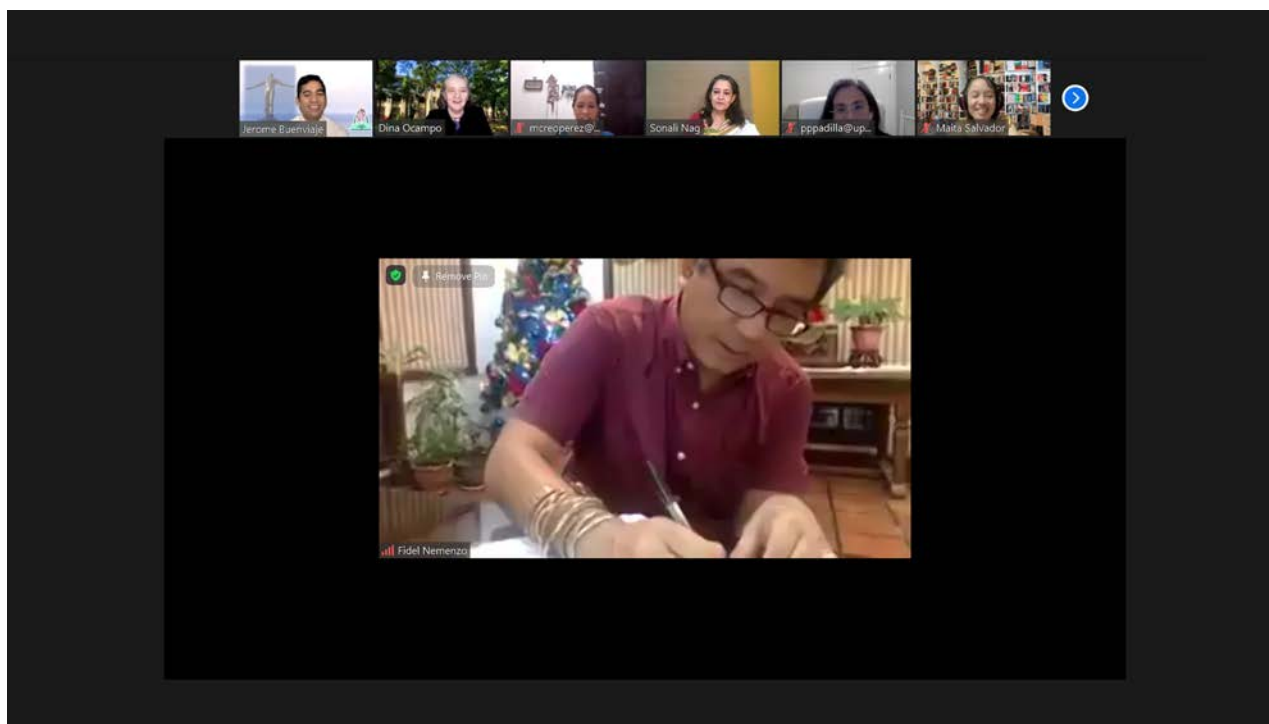 Jerome Buenviaje
Dina Ocampo
mcreoperez@...
Sonali Nag
pppadilla@up...
Maita Salvador
Remove Pin
Fidel Nemenzo